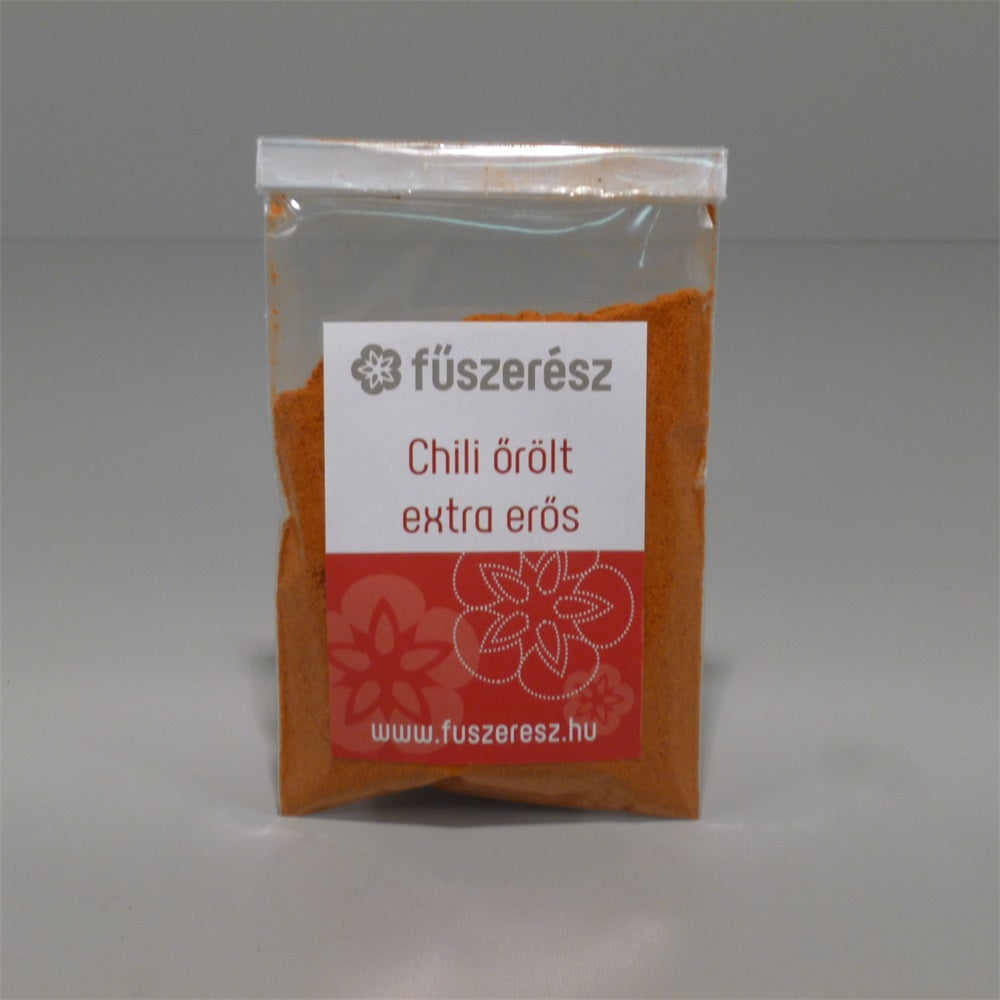 fűszerész
Chili őrölt
extra erős
www.fuszeresz.hu